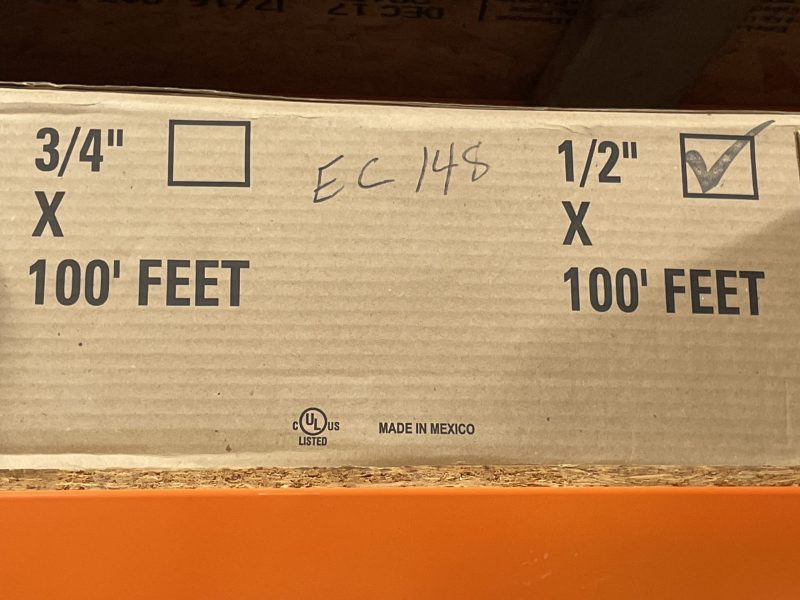 3/4"
X
100' FEET
EC 148
1/2"
X
100' FEET
C UL US
LISTED
MADE IN MEXICO